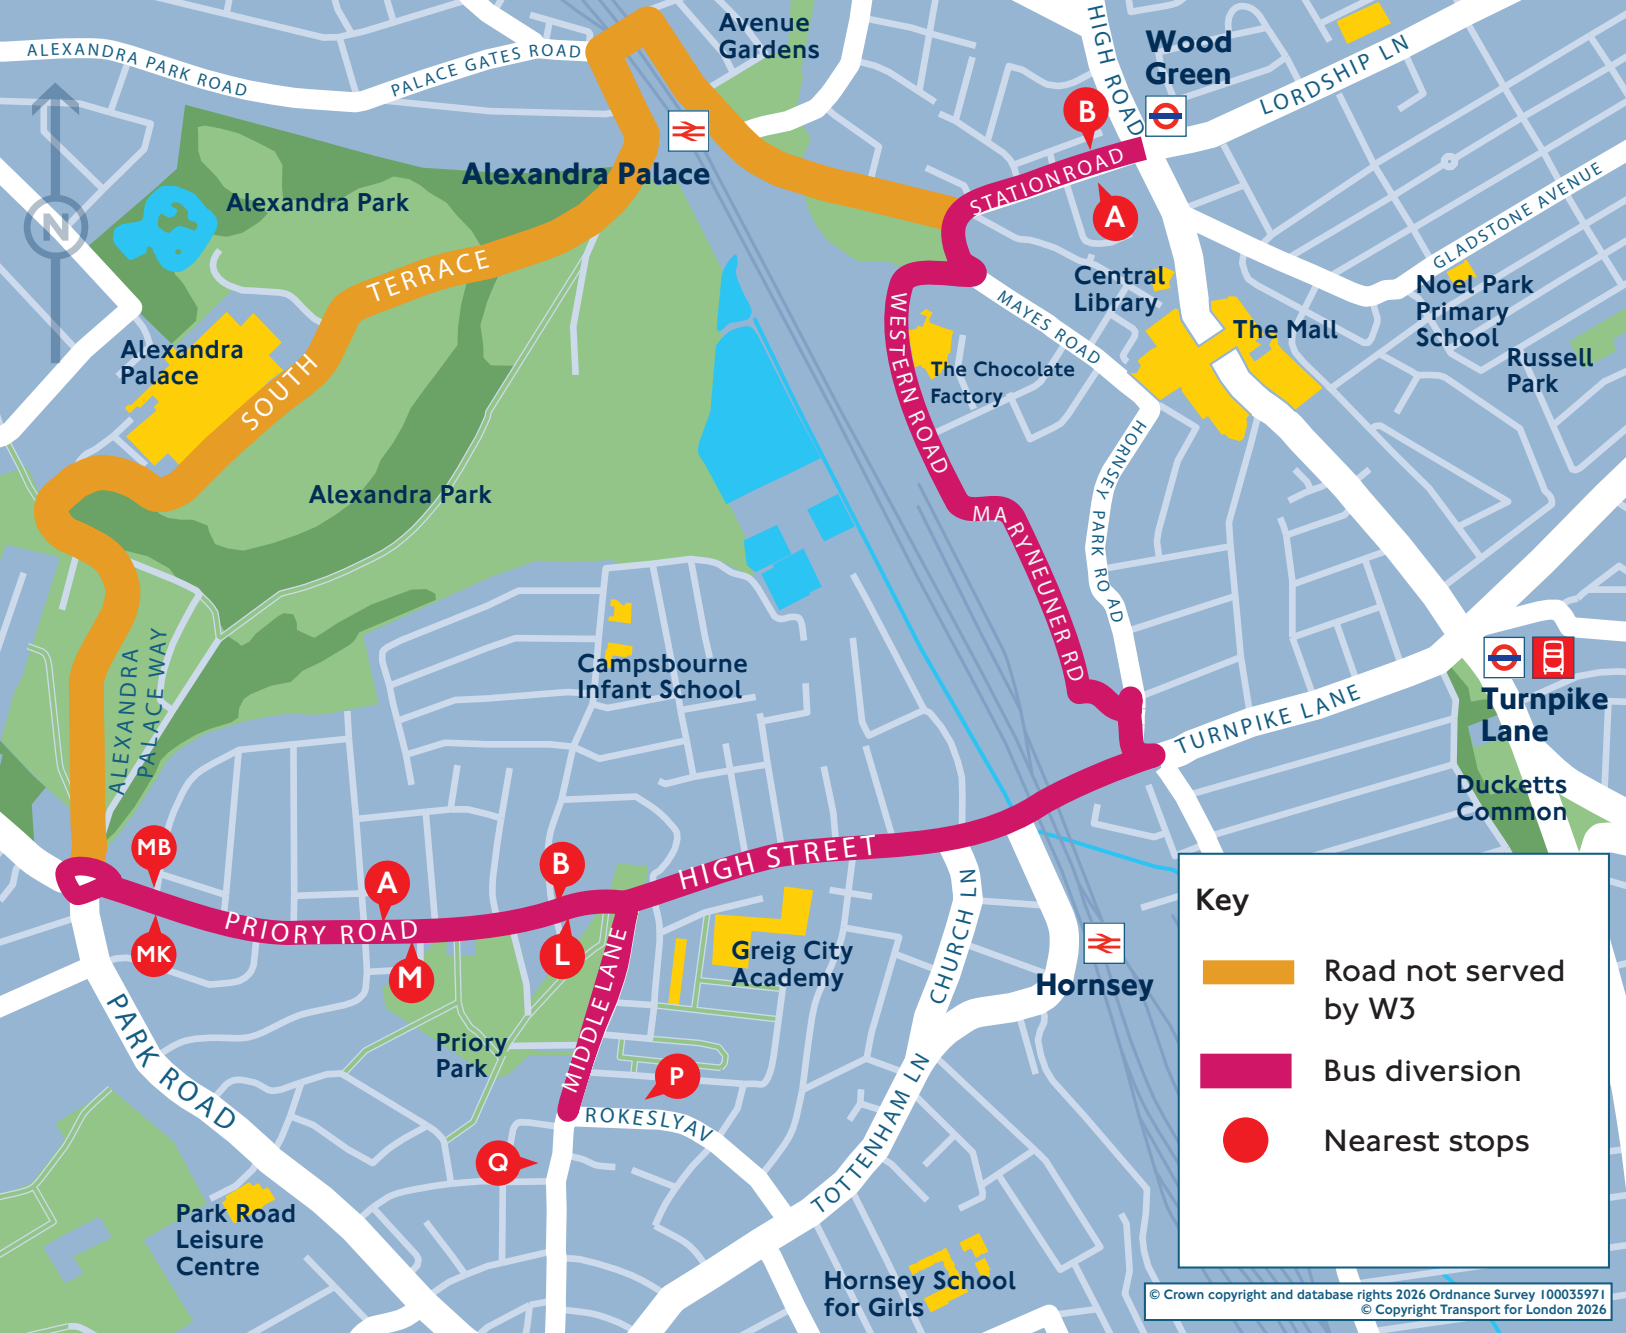 Avenue
Gardens
ALEXANDRA PARK ROAD
PALACE GATES ROAD
HIGH ROAD
Wood
Green
LORDSHIP LN
B
STATION ROAD
A
Alexandra Palace
Alexandra Park
N
TERRACE
GLADSTONE AVENUE
Central
Library
Noel Park
Primary
School
MAYES ROAD
The Mall
WESTERN ROAD
Alexandra
Palace
Russell
Park
The Chocolate
Factory
SOUTH
HORNSEY PARK RO AD
Alexandra Park
MA RYNEUNER RD
Campsbourne
Infant School
ALEXANDRA
PALACE WAY
Turnpike
Lane
TURNPIKE LANE
Ducketts
Common
MB
A
B
HIGH STREET
PRIORY ROAD
MK
M
L
MIDDLE LANE
Greig City
Academy
CHURCH LN
Hornsey
PARK ROAD
Priory
Park
P
ROKESLYAV
Q
TOTTENHAM LN
Park Road
Leisure
Centre
Hornsey School
for Girls
Key
Road not served
by W3
Bus diversion
Nearest stops
© Crown copyright and database rights 2026 Ordnance Survey 100035971
© Copyright Transport for London 2026